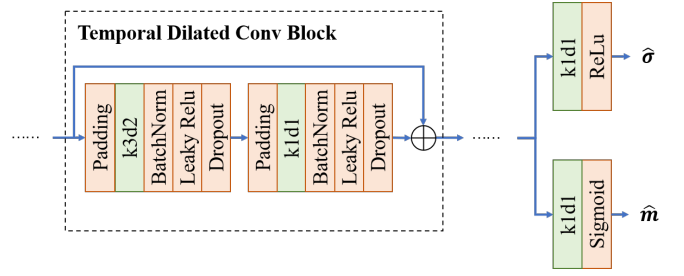 Temporal Dilated Conv Block
......
Padding
k3d2
BatchNorm
Leaky Relu
Dropout
Padding
k1d1
BatchNorm
Leaky Relu
Dropout
......
k1d1
ReLu
σ̂
k1d1
Sigmoid
m̂